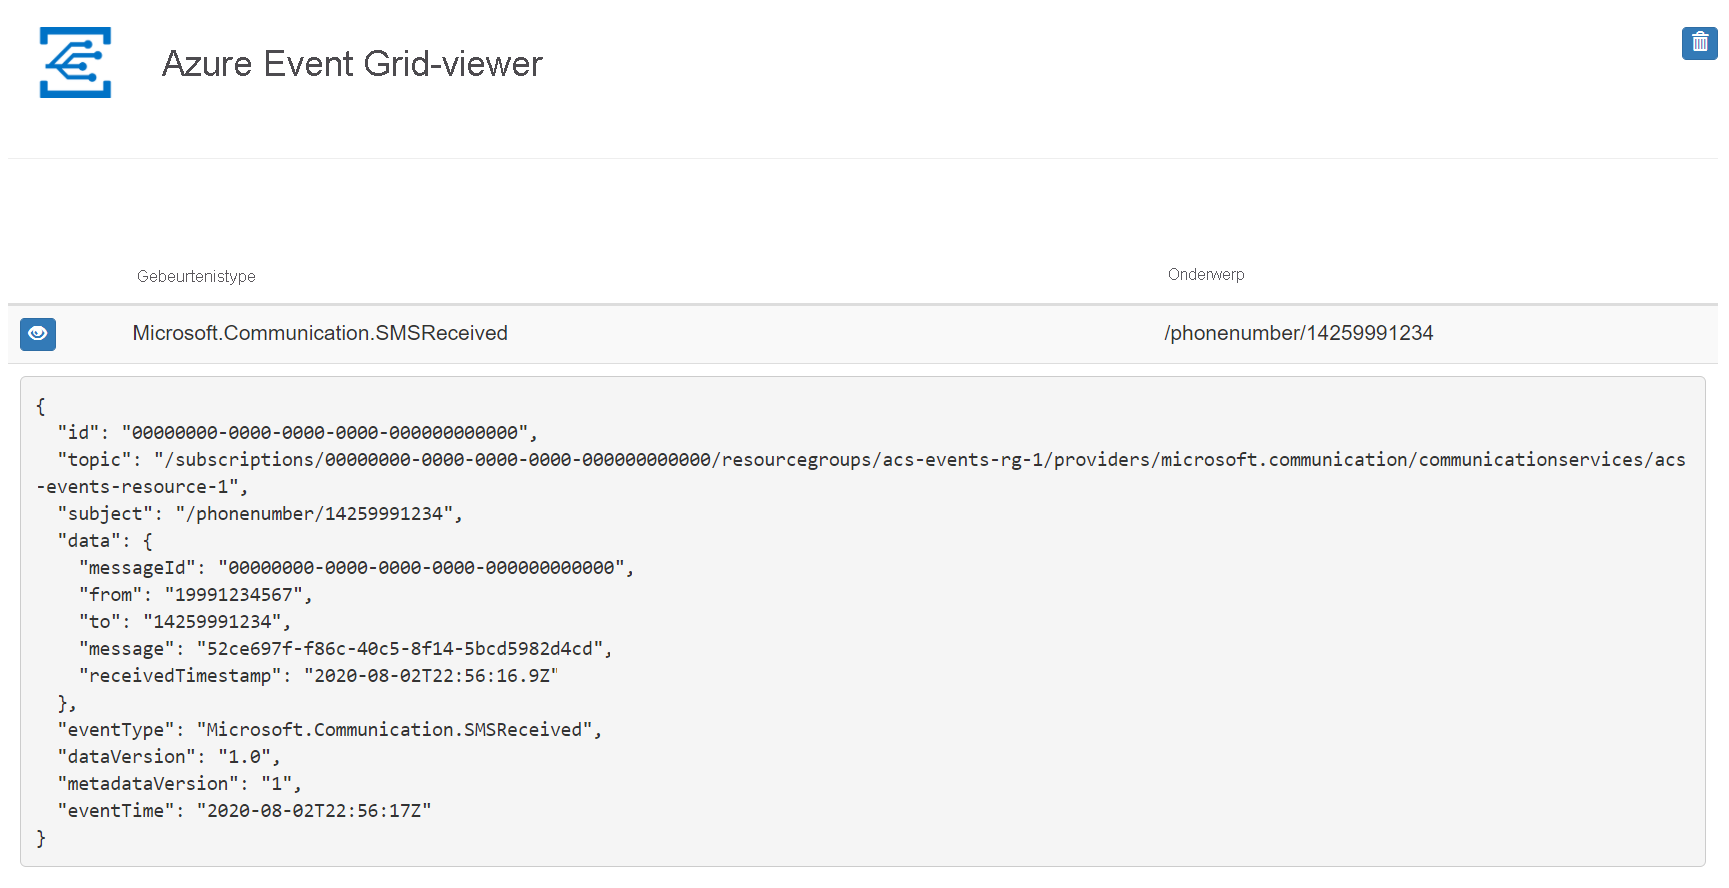 Azure Event Grid-viewer
Gebeurtenistype Onderwerp
Microsoft.Communication.SMSReceived /phonenumber/14259991234
{
  "id": "00000000-0000-0000-0000-000000000000",
  "topic": "/subscriptions/00000000-0000-0000-0000-000000000000/resourcegroups/acs-events-rg-1/providers/microsoft.communication/communicationservices/acs
-events-resource-1",
  "subject": "/phonenumber/14259991234",
  "data": {
    "messageId": "00000000-0000-0000-0000-000000000000",
    "from": "19991234567",
    "to": "14259991234",
    "message": "52ce697f-f86c-40c5-8f14-5bcd5982d4cd",
    "receivedTimestamp": "2020-08-02T22:56:16.9Z"
  },
  "eventType": "Microsoft.Communication.SMSReceived",
  "dataVersion": "1.0",
  "metadataVersion": "1",
  "eventTime": "2020-08-02T22:56:17Z"
}